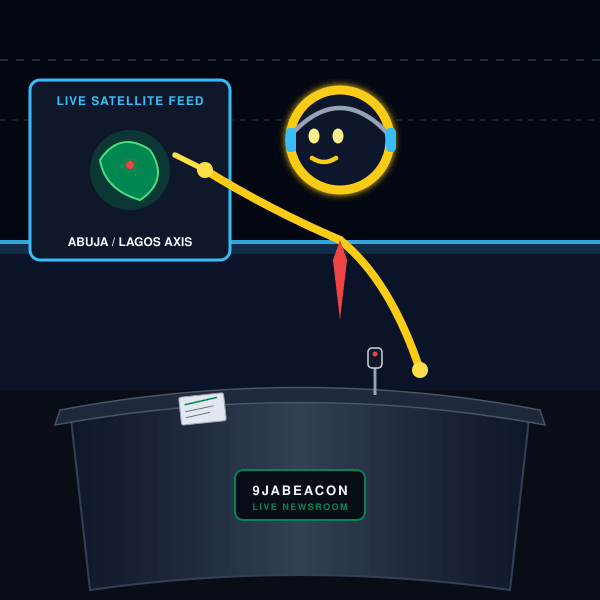 LIVE SATELLITE FEED
ABUJA / LAGOS AXIS
9JABEACON
LIVE NEWSROOM